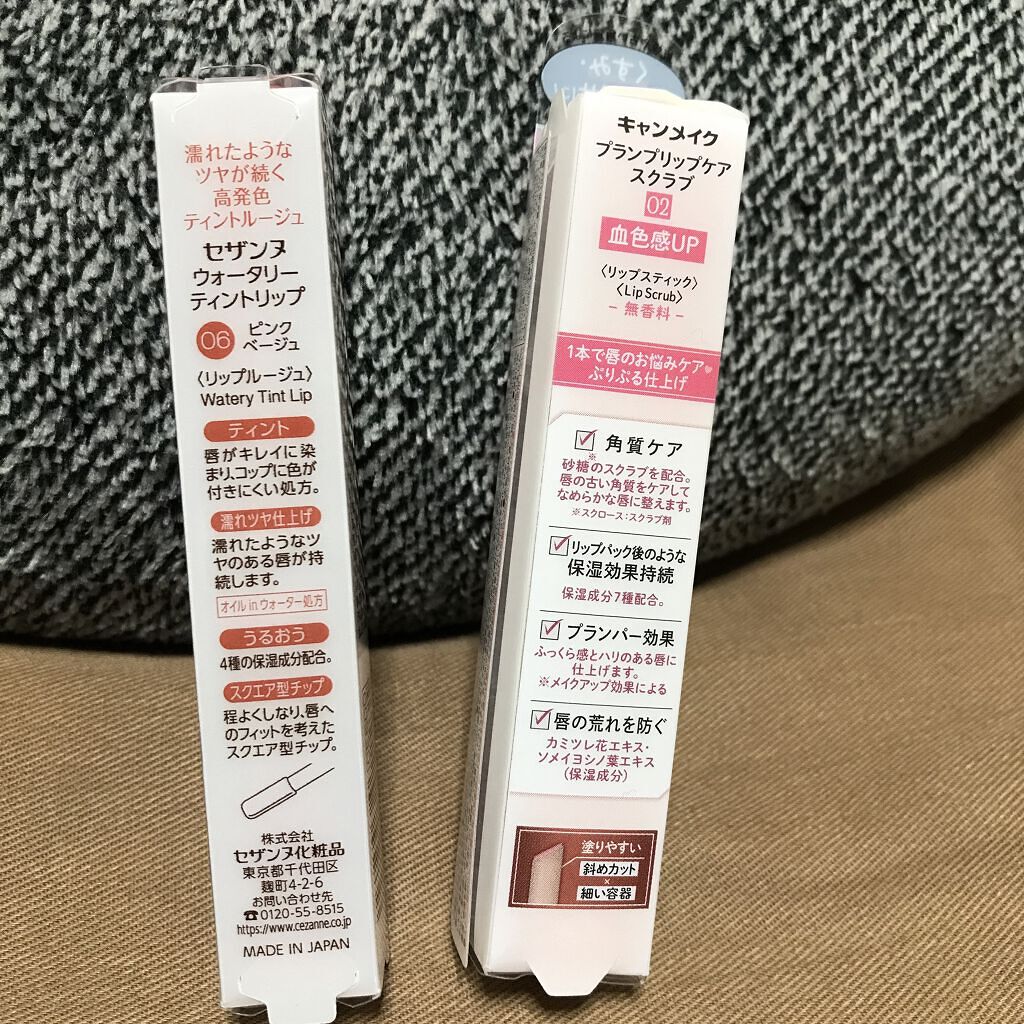 濡れたような
ツヤが続く
高発色
ティントルージュ
セザンヌ
ウォータリー
ティントリップ
06
ピンク
ベージュ
〈リップルージュ〉
Watery Tint Lip
ティント
唇がキレイに染
まり、コップに色が
付きにくい処方。
濡れツヤ仕上げ
濡れたようなツ
ヤのある唇が持
続します。
オイル in ウォーター処方
うるおう
4種の保湿成分配合。
スクエア型チップ
程よくしなり、唇へ
のフィットを考えた
スクエア型チップ。
株式会社
セザンヌ化粧品
東京都千代田区
麹町4-2-6
お問い合わせ先
☎0120-55-8515
https://www.cezanne.co.jp
MADE IN JAPAN
くすみ・
キャンメイク
プランプリップケア
スクラブ
02
血色感UP
〈リップスティック〉
〈Lip Scrub〉
- 無香料 -
1本で唇のお悩みケア♥
ぷりぷる仕上げ
角質ケア
砂糖※のスクラブを配合。
唇の古い角質をケアして
なめらかな唇に整えます。
※スクロース:スクラブ剤
リップパック後のような
保湿効果持続
保湿成分7種配合。
プランパー効果
ふっくら感とハリのある唇に
仕上げます。
※メイクアップ効果による
唇の荒れを防ぐ
カミツレ花エキス・
ソメイヨシノ葉エキス
(保湿成分)
塗りやすい
斜めカット
×
細い容器